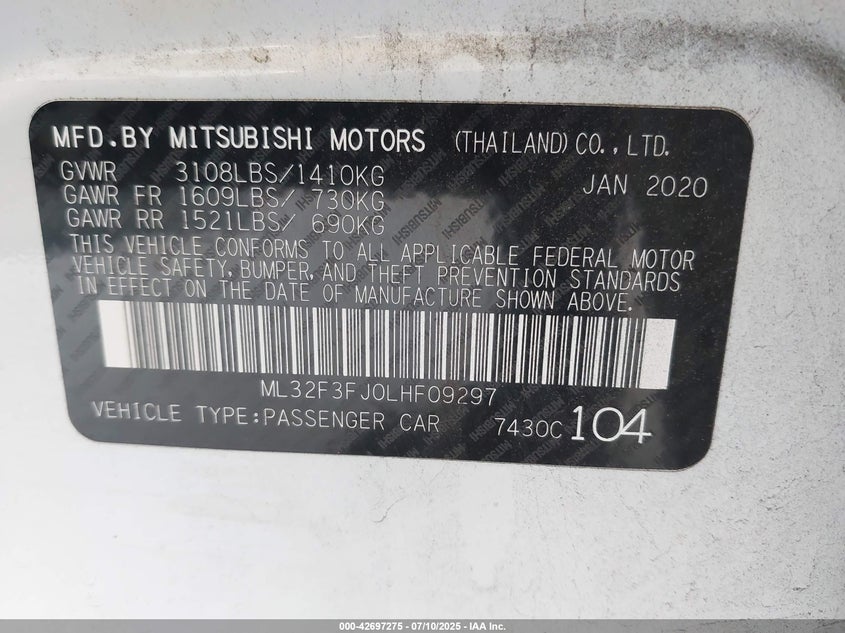 MFD.BY MITSUBISHI MOTORS (THAILAND) CO., LTD.
GVWR 3108LBS/1410KG JAN 2020
GAWR FR 1609LBS/ 730KG
GAWR RR 1521LBS/ 690KG
THIS VEHICLE CONFORMS TO ALL APPLICABLE FEDERAL MOTOR
VEHICLE SAFETY, BUMPER, AND THEFT PREVENTION STANDARDS
IN EFFECT ON THE DATE OF MANUFACTURE SHOWN ABOVE.
ML32F3FJ0LHF09297
VEHICLE TYPE:PASSENGER CAR 7430C 104
000-42697275 - 07/10/2025 - IAA Inc.